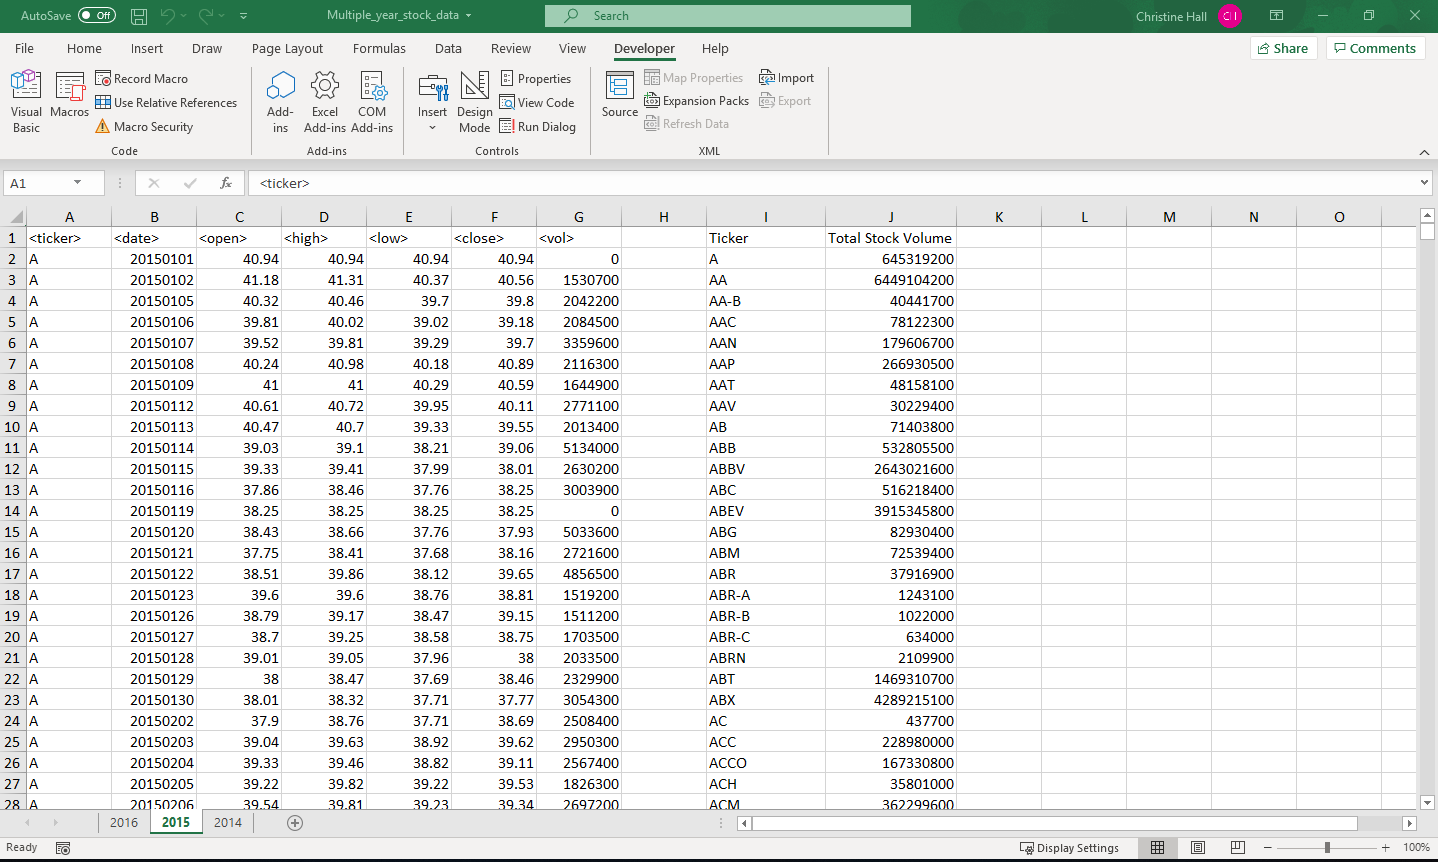 AutoSave Off Multiple_year_stock_data Search Christine Hall CH
File Home Insert Draw Page Layout Formulas Data Review View Developer Help Share Comments
Visual Basic
Macros
Record Macro
Use Relative References
Macro Security
Code
Add-ins
Excel Add-ins
COM Add-ins
Add-ins
Insert
Design Mode
Properties
View Code
Run Dialog
Controls
Source
Map Properties
Expansion Packs
Refresh Data
Import
Export
XML
A1 fx <ticker>
A B C D E F G H I J K L M N O
1 <ticker> <date> <open> <high> <low> <close> <vol> Ticker Total Stock Volume
2 A 20150101 40.94 40.94 40.94 40.94 0 A 645319200
3 A 20150102 41.18 41.31 40.37 40.56 1530700 AA 6449104200
4 A 20150105 40.32 40.46 39.7 39.8 2042200 AA-B 40441700
5 A 20150106 39.81 40.02 39.02 39.18 2084500 AAC 78122300
6 A 20150107 39.52 39.81 39.29 39.7 3359600 AAN 179606700
7 A 20150108 40.24 40.98 40.18 40.89 2116300 AAP 266930500
8 A 20150109 41 41 40.29 40.59 1644900 AAT 48158100
9 A 20150112 40.61 40.72 39.95 40.11 2771100 AAV 30229400
10 A 20150113 40.47 40.7 39.33 39.55 2013400 AB 71403800
11 A 20150114 39.03 39.1 38.21 39.06 5134000 ABB 532805500
12 A 20150115 39.33 39.41 37.99 38.01 2630200 ABBV 2643021600
13 A 20150116 37.86 38.46 37.76 38.25 3003900 ABC 516218400
14 A 20150119 38.25 38.25 38.25 38.25 0 ABEV 3915345800
15 A 20150120 38.43 38.66 37.76 37.93 5033600 ABG 82930400
16 A 20150121 37.75 38.41 37.68 38.16 2721600 ABM 72539400
17 A 20150122 38.51 39.86 38.12 39.65 4856500 ABR 37916900
18 A 20150123 39.6 39.6 38.76 38.81 1519200 ABR-A 1243100
19 A 20150126 38.79 39.17 38.47 39.15 1511200 ABR-B 1022000
20 A 20150127 38.7 39.25 38.58 38.75 1703500 ABR-C 634000
21 A 20150128 39.01 39.05 37.96 38 2033500 ABRN 2109900
22 A 20150129 38 38.47 37.69 38.46 2329900 ABT 1469310700
23 A 20150130 38.01 38.32 37.71 37.77 3054300 ABX 4289215100
24 A 20150202 37.9 38.76 37.71 38.69 2508400 AC 437700
25 A 20150203 39.04 39.63 38.92 39.62 2950300 ACC 228980000
26 A 20150204 39.33 39.46 38.82 39.11 2567400 ACCO 167330800
27 A 20150205 39.22 39.82 39.22 39.53 1826300 ACH 35801000
28 A 20150206 39.54 39.81 39.23 39.34 2697200 ACM 362299600
2016 2015 2014
Ready Display Settings 100%